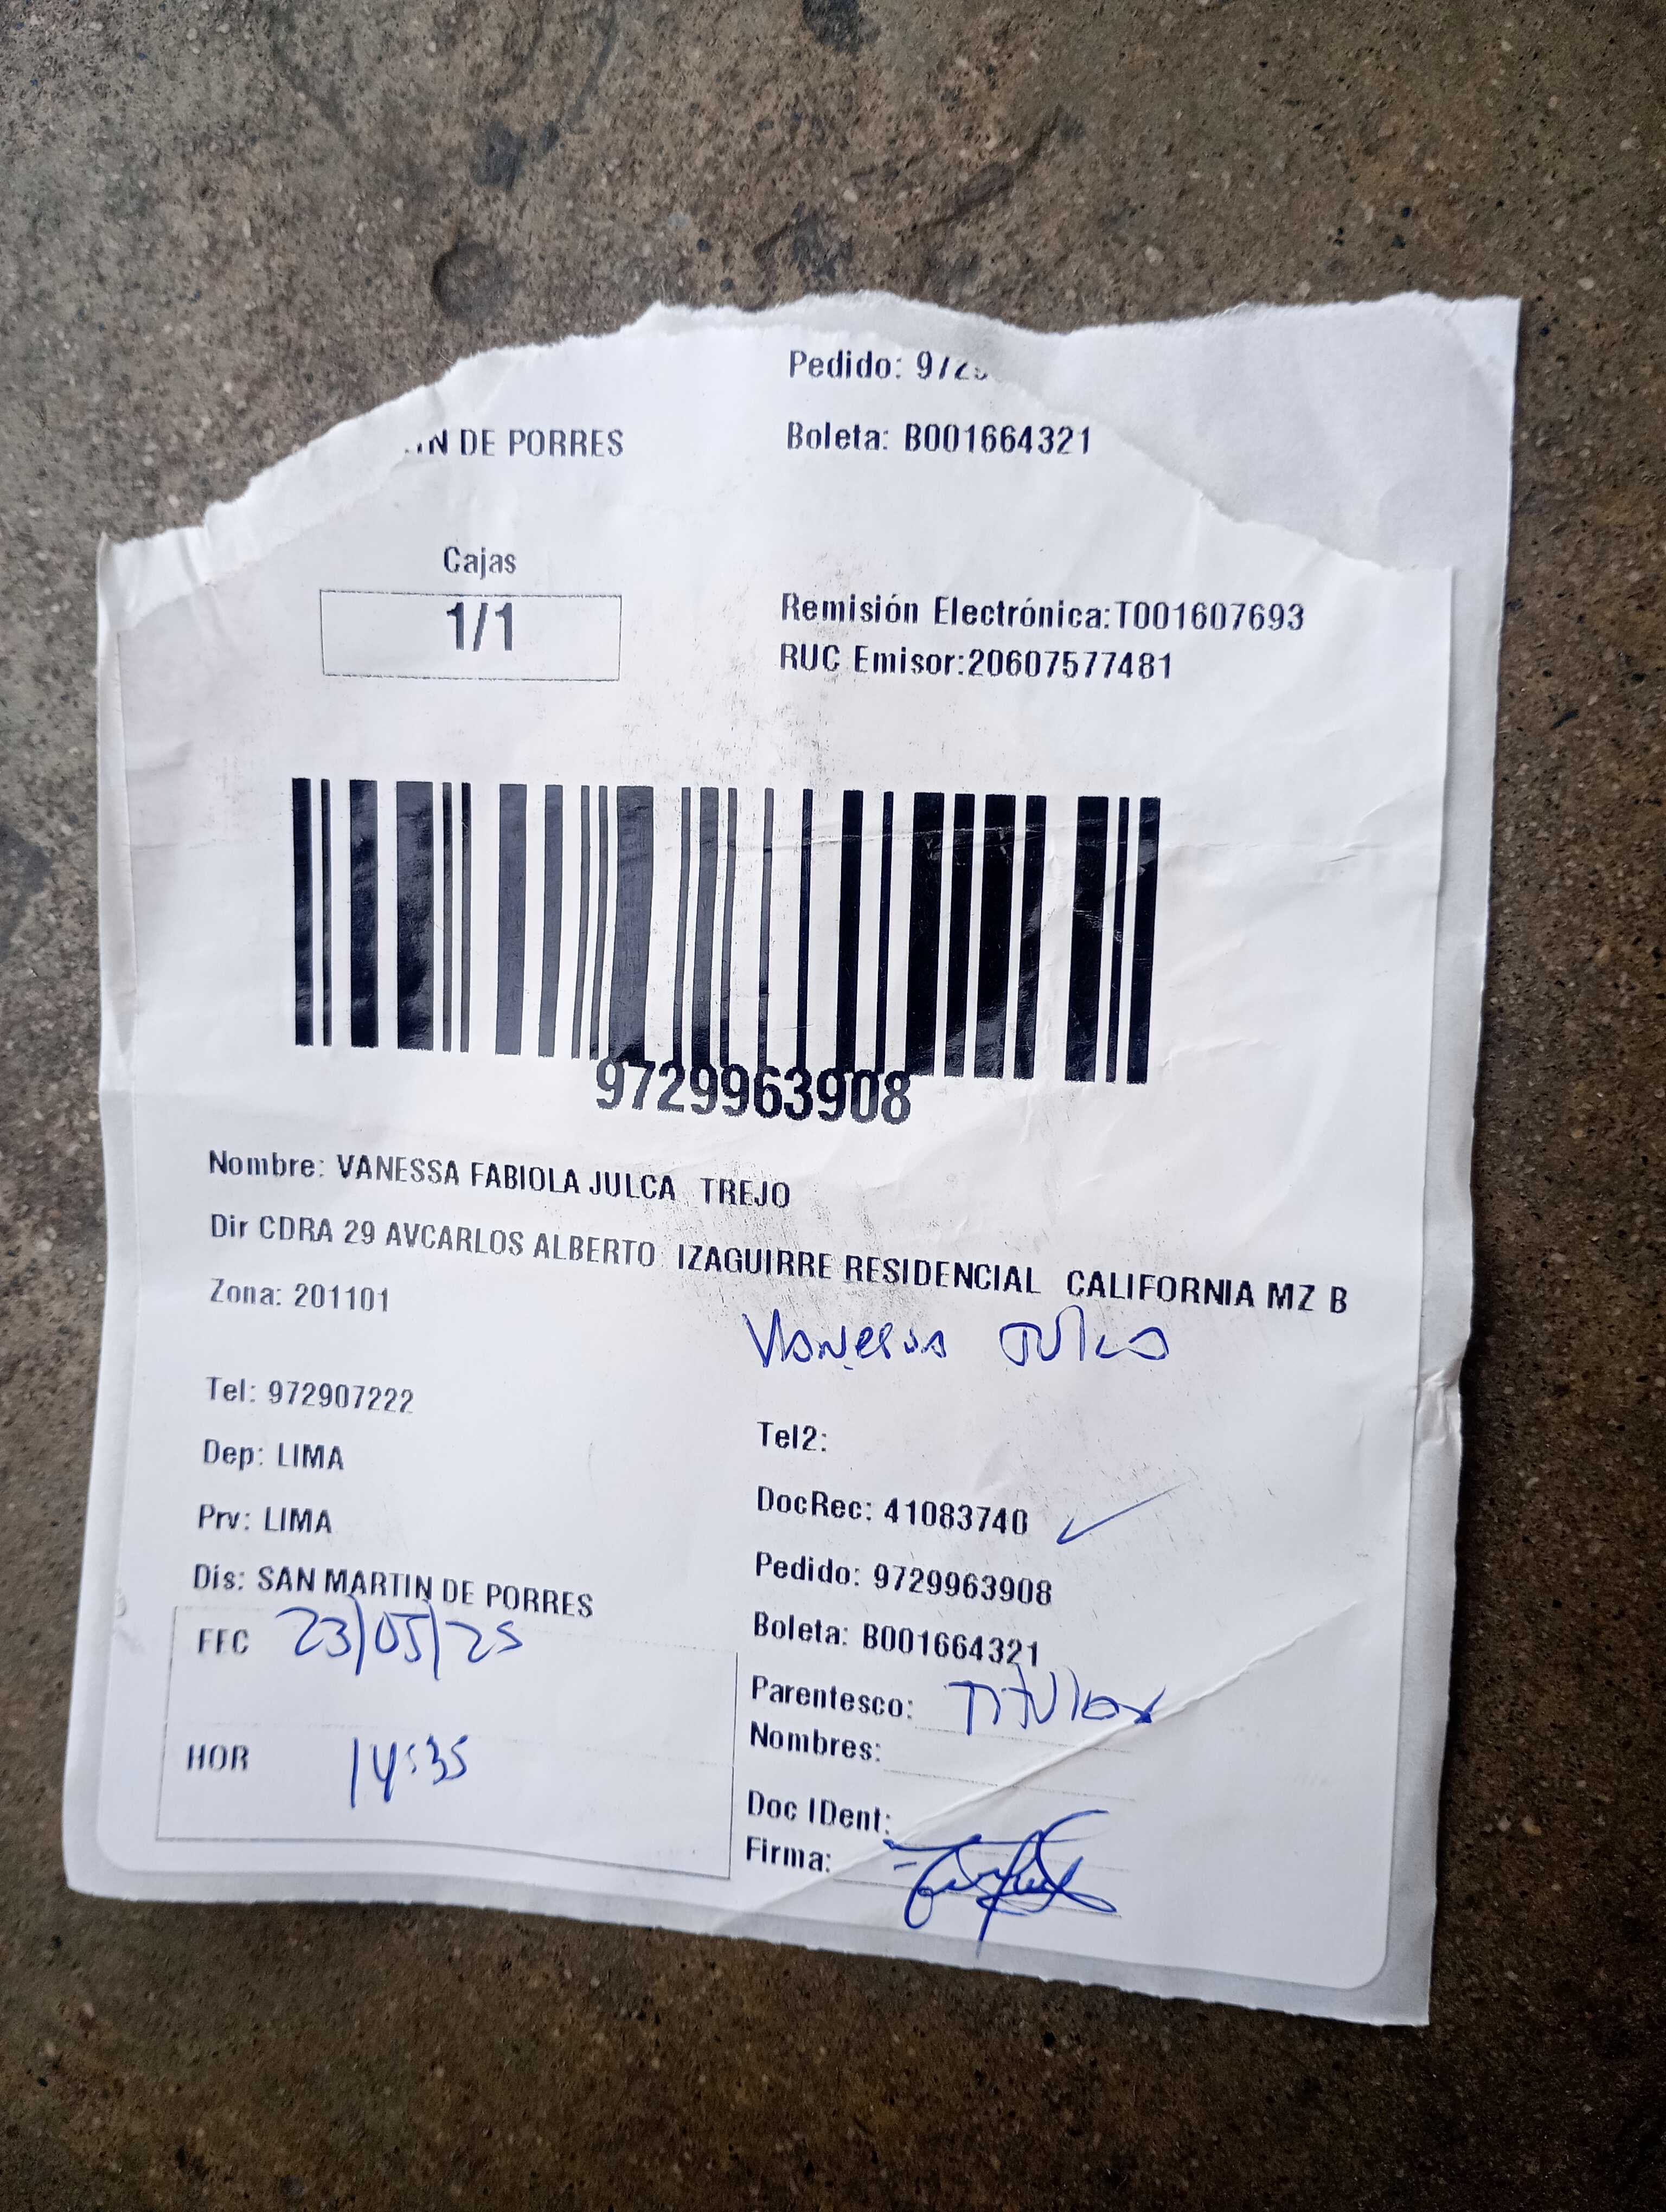 Pedido: 9729
IN DE PORRES
Boleta: B001664321
Cajas
1/1
Remisión Electrónica:T001607693
RUC Emisor:20607577481
9729963908
Nombre: VANESSA FABIOLA JULCA TREJO
Dir CDRA 29 AVCARLOS ALBERTO IZAGUIRRE RESIDENCIAL CALIFORNIA MZ B
Zona: 201101
Vanessa Julca
Tel: 972907222
Tel2:
Dep: LIMA
DocRec: 41083740
Prv: LIMA
Pedido: 9729963908
Dis: SAN MARTIN DE PORRES
Boleta: B001664321
FFC 23/05/25
Parentesco: Titular
Nombres:
HOR 14:35
Doc IDent:
Firma: